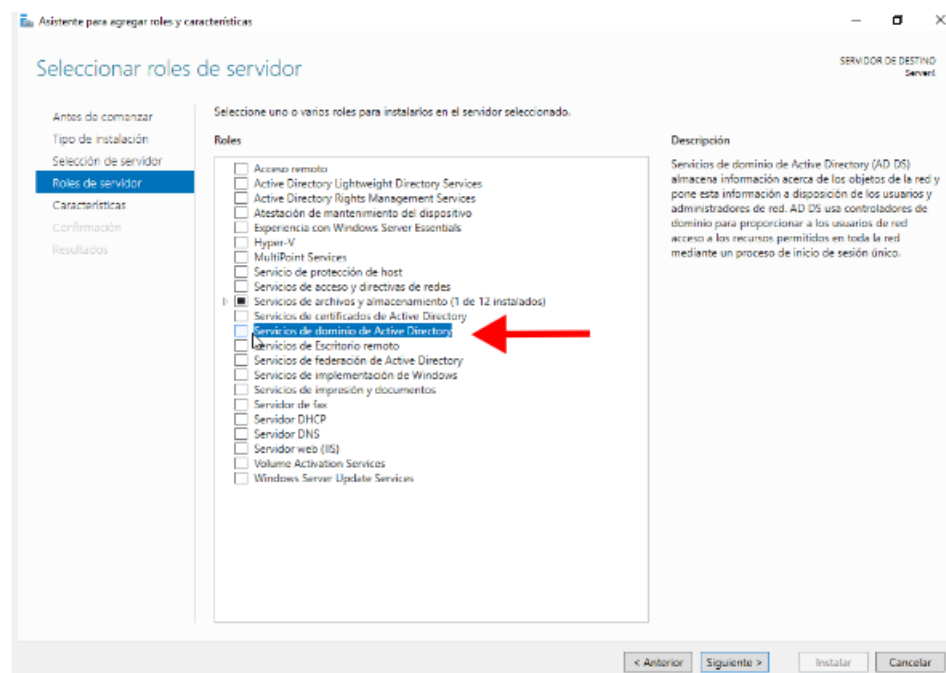 Asistente para agregar roles y características
Seleccionar roles de servidor
SERVIDOR DE DESTINO
Server1
Antes de comenzar
Tipo de instalación
Selección de servidor
Roles de servidor
Características
Confirmación
Resultados
Seleccione uno o varios roles para instalarlos en el servidor seleccionado.
Roles
Acceso remoto
Active Directory Lightweight Directory Services
Active Directory Rights Management Services
Atestación de mantenimiento del dispositivo
Experiencia con Windows Server Essentials
Hyper-V
MultiPoint Services
Servicio de protección de host
Servicios de acceso y directivas de redes
Servicios de archivos y almacenamiento (1 de 12 instalados)
Servicios de certificados de Active Directory
Servicios de dominio de Active Directory
Servicios de Escritorio remoto
Servicios de federación de Active Directory
Servicios de implementación de Windows
Servicios de impresión y documentos
Servidor de fax
Servidor DHCP
Servidor DNS
Servidor web (IIS)
Volume Activation Services
Windows Server Update Services
Descripción
Servicios de dominio de Active Directory (AD DS)
almacena información acerca de los objetos de la red y
pone esta información a disposición de los usuarios y
administradores de red. AD DS usa controladores de
dominio para proporcionar a los usuarios de red
acceso a los recursos permitidos en toda la red
mediante un proceso de inicio de sesión único.
< Anterior
Siguiente >
Instalar
Cancelar